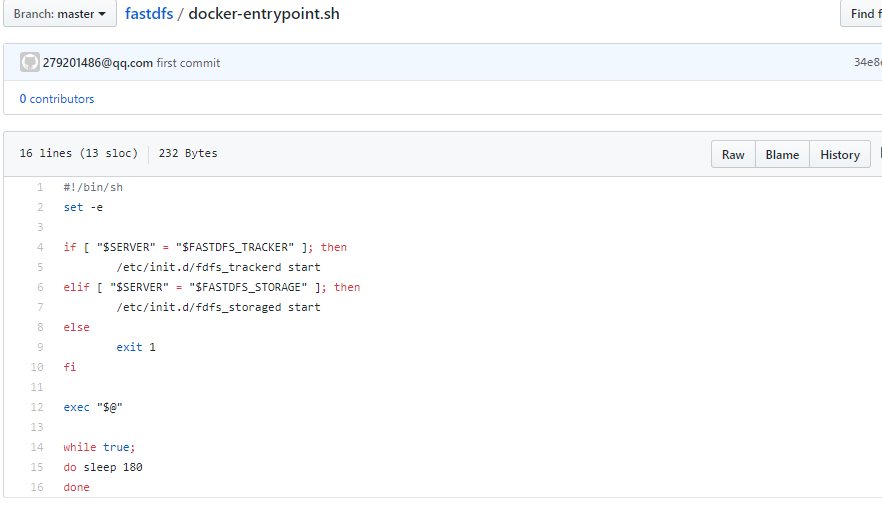 Branch: master fastdfs / docker-entrypoint.sh Find f
279201486@qq.com first commit 34e8
0 contributors
16 lines (13 sloc) 232 Bytes Raw Blame History
1 #!/bin/sh
2 set -e
3
4 if [ "$SERVER" = "$FASTDFS_TRACKER" ]; then
5 /etc/init.d/fdfs_trackerd start
6 elif [ "$SERVER" = "$FASTDFS_STORAGE" ]; then
7 /etc/init.d/fdfs_storaged start
8 else
9 exit 1
10 fi
11
12 exec "$@"
13
14 while true;
15 do sleep 180
16 done